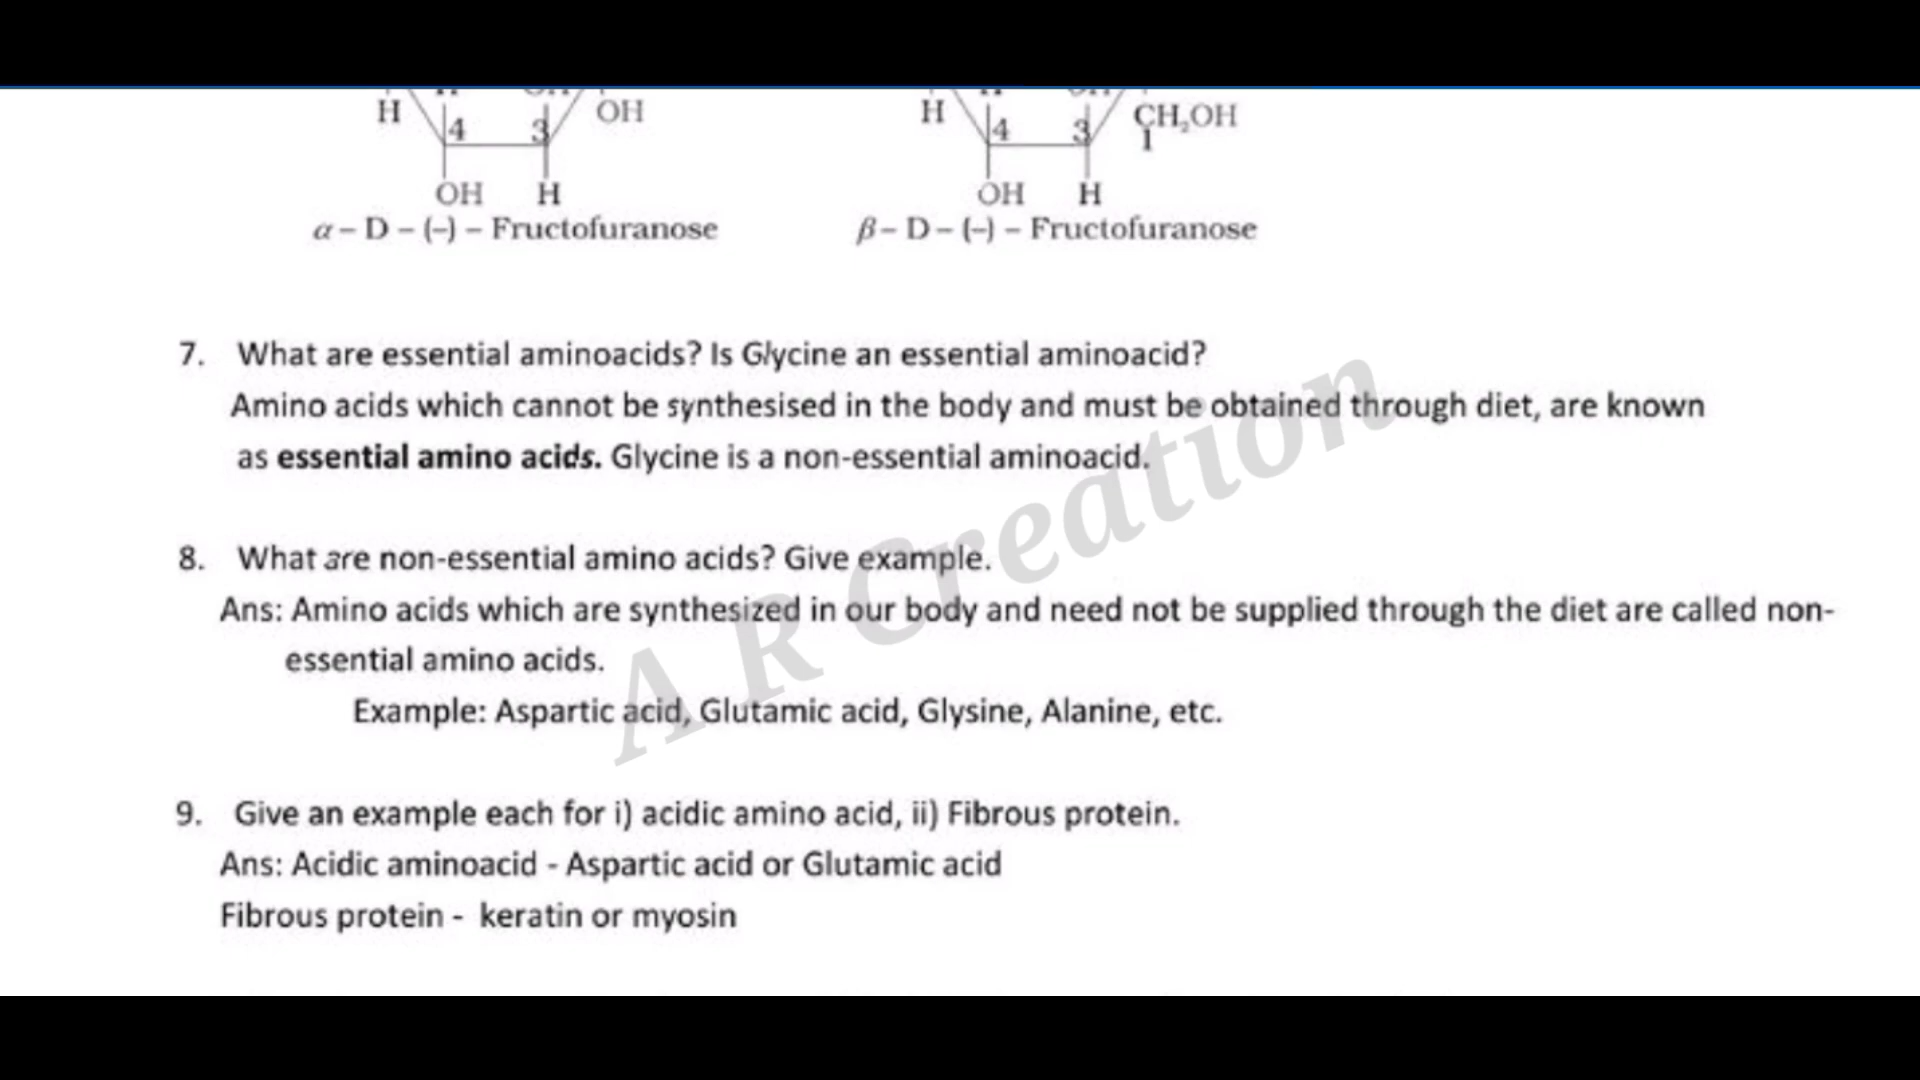 H 4 3 OH H 4 3 CH₂OH
1
OH H OH H
α – D – (–) – Fructofuranose β – D – (–) – Fructofuranose
7. What are essential aminoacids? Is Glycine an essential aminoacid?
Amino acids which cannot be synthesised in the body and must be obtained through diet, are known
as essential amino acids. Glycine is a non-essential aminoacid.
8. What are non-essential amino acids? Give example.
Ans: Amino acids which are synthesized in our body and need not be supplied through the diet are called non-
essential amino acids.
Example: Aspartic acid, Glutamic acid, Glysine, Alanine, etc.
9. Give an example each for i) acidic amino acid, ii) Fibrous protein.
Ans: Acidic aminoacid - Aspartic acid or Glutamic acid
Fibrous protein - keratin or myosin
A R Creation